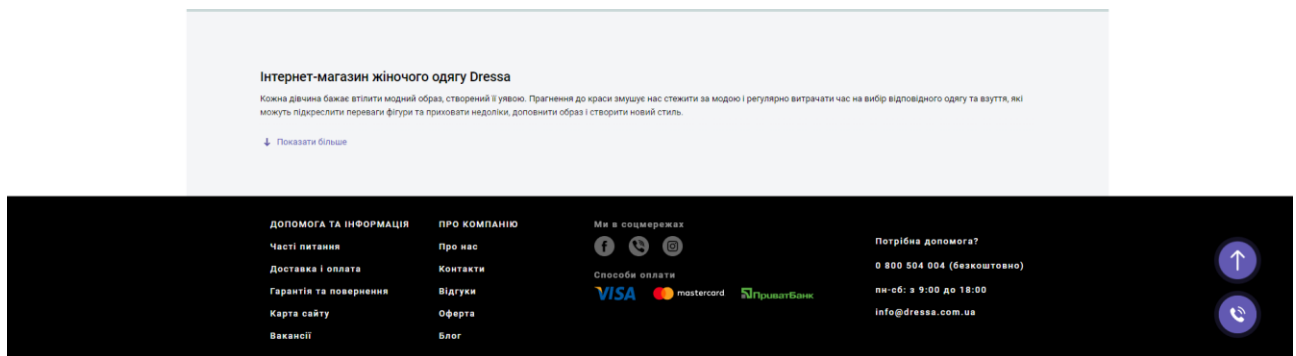 Інтернет-магазин жіночого одягу Dressa
Кожна дівчина бажає втілити модний образ, створений її уявою. Прагнення до краси змушує нас стежити за модою і регулярно витрачати час на вибір відповідного одягу та взуття, які
можуть підкреслити переваги фігури та приховати недоліки, доповнити образ і створити новий стиль.
Показати більше
ДОПОМОГА ТА ІНФОРМАЦІЯ
Часті питання
Доставка і оплата
Гарантія та повернення
Карта сайту
Вакансії
ПРО КОМПАНІЮ
Про нас
Контакти
Відгуки
Оферта
Блог
Ми в соцмережах
Способи оплати
VISA mastercard ПриватБанк
Потрібна допомога?
0 800 504 004 (безкоштовно)
пн-сб: з 9:00 до 18:00
info@dressa.com.ua